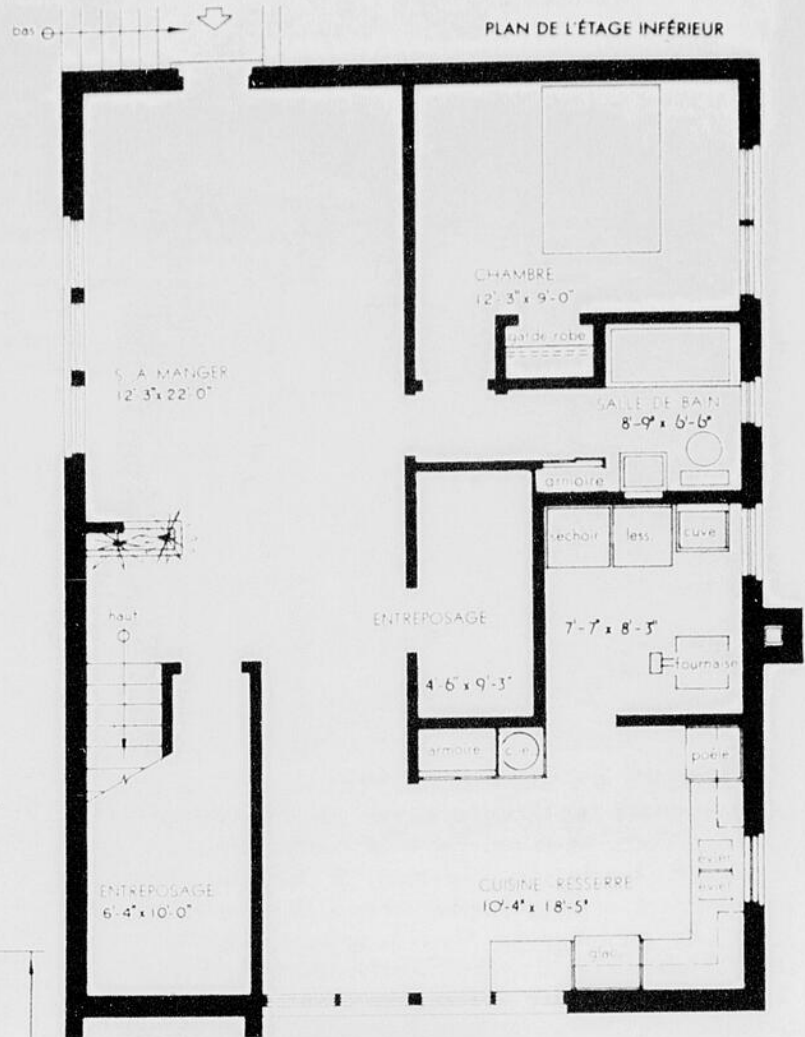 bas
PLAN DE L'ÉTAGE INFÉRIEUR
CHAMBRE
12'-3" x 9'-0"
garde-robe
S. A MANGER
12'-3" x 22'-0"
SALLE DE BAIN
8'-9" x 6'-6"
armoire
sechoir
less.
cuve
haut
ENTREPOSAGE
7'-7" x 8'-3"
fournaise
4'-6" x 9'-3"
armoire
poêle
évier
évier
CUISINE-RESSERRE
10'-4" x 18'-5"
ENTREPOSAGE
6'-4" x 10'-0"